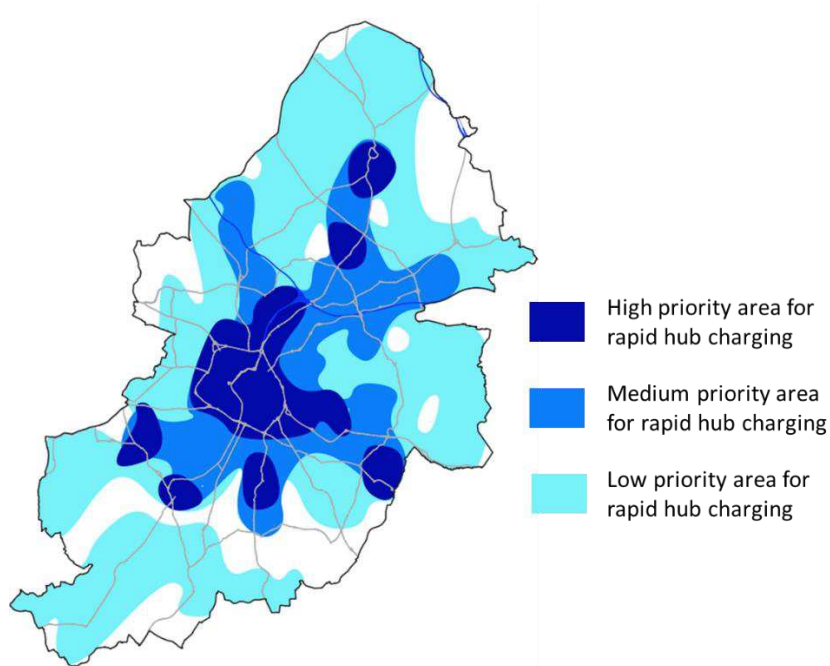 High priority area for
rapid hub charging
Medium priority area
for rapid hub charging
Low priority area for
rapid hub charging